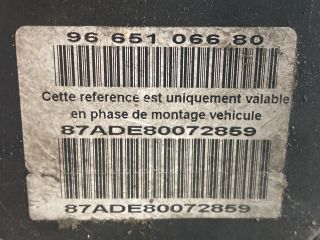 96 651 066 80
Cette reference est uniquement valable
en phase de montage vehicule
87ADE80072859
87ADE80072859